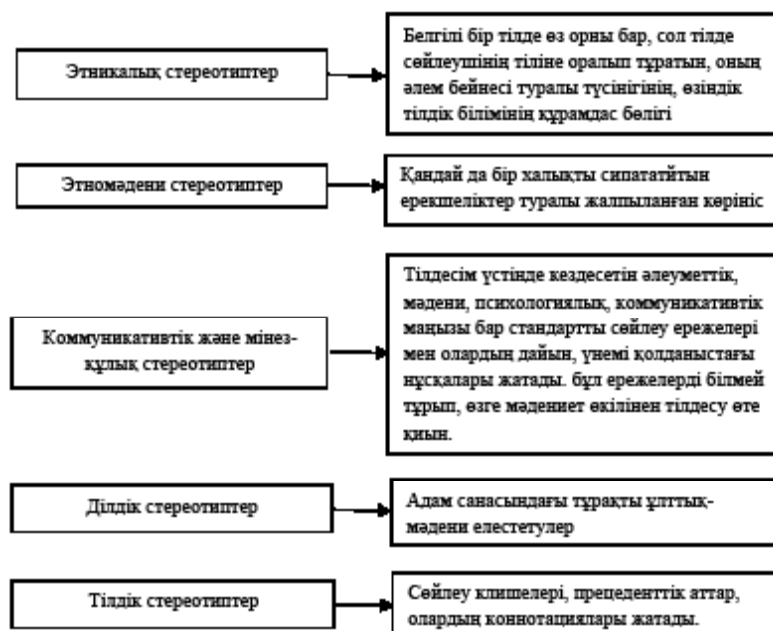 Этникалық стереотиптер
Белгілі бір тілде өз орны бар, сол тілде
сөйлеушінің тіліне оралып тұратын, оның
әлем бейнесі туралы түсінігінің, өзіндік
тілдік білімінің құрамдас бөлігі
Этномәдени стереотиптер
Қандай да бір халықты сипататйтын
ерекшеліктер туралы жалпыланған көрініс
Коммуникативтік және мінез-
құлық стереотиптер
Тілдесім үстінде кездесетін әлеуметтік,
мәдени, психологиялық, коммуникативтік
маңызы бар стандартты сөйлеу ережелері
мен олардың дайын, үнемі қолданыстағы
нұсқалары жатады. бұл ережелерді білмей
тұрып, өзге мәдениет өкілінен тілдесу өте
қиын.
Ділдік стереотиптер
Адам санасындағы тұрақты ұлттық-
мәдени елестетулер
Тілдік стереотиптер
Сөйлеу клишелері, прецеденттік аттар,
олардың коннотациялары жатады.